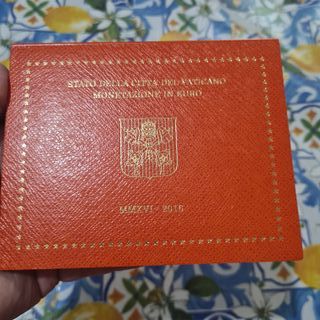 STATO DELLA CITTÀ DEL VATICANO
MONETAZIONE IN EURO
MMXVI - 2016